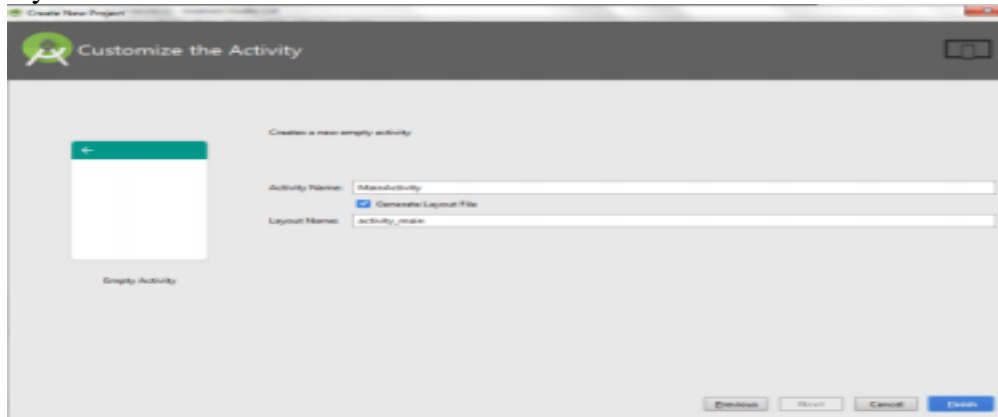 Create New Project
Customize the Activity
Creates a new empty activity
Activity Name: MainActivity
Generate Layout File
Layout Name: activity_main
Empty Activity
Previous Next Cancel Finish